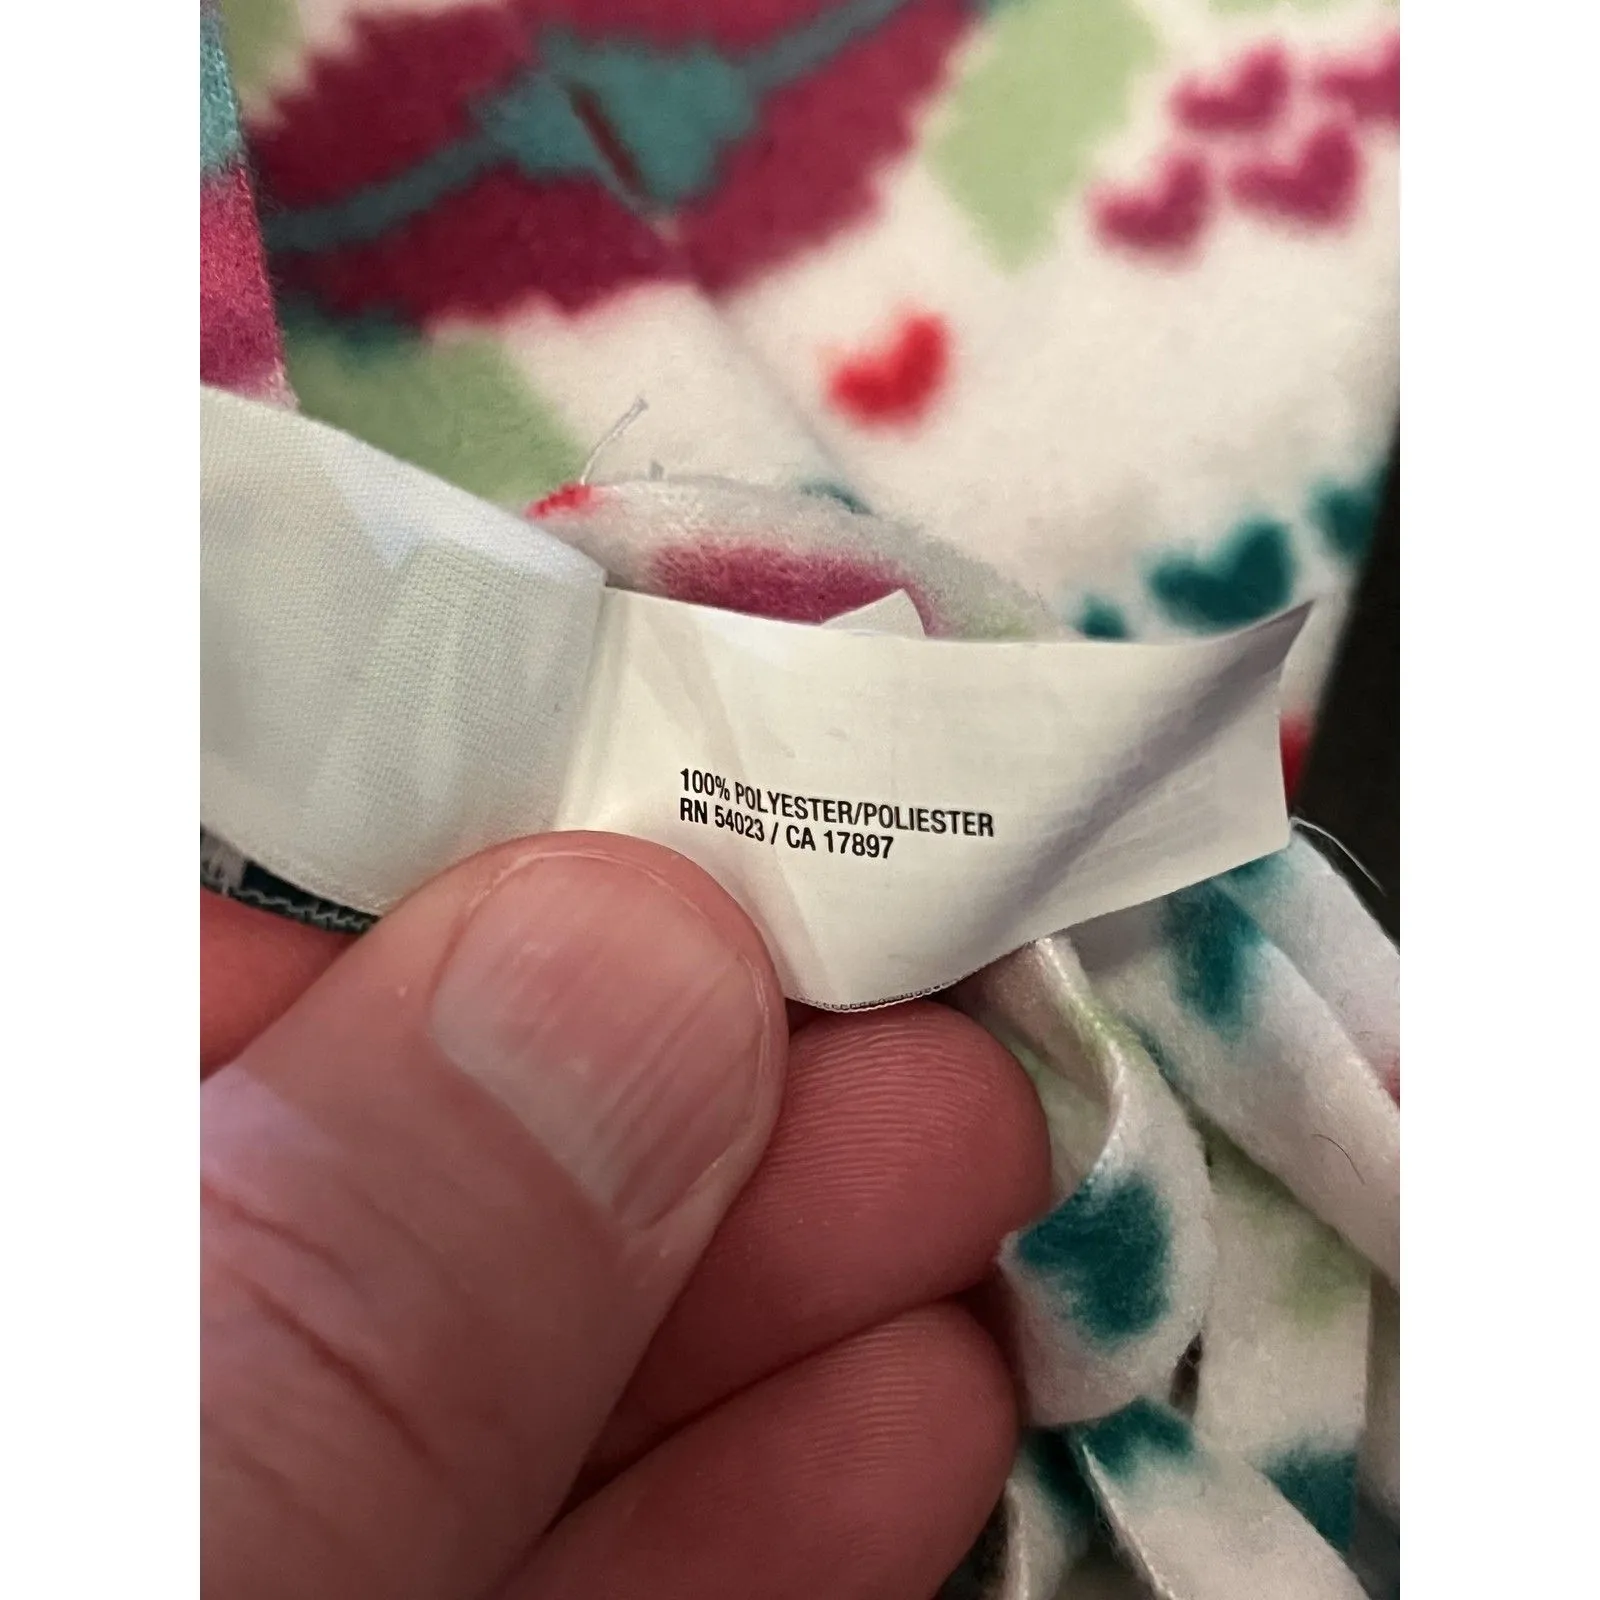 100% POLYESTER/POLIESTER
RN 54023 / CA 17897